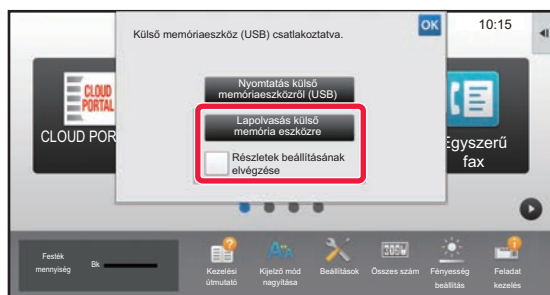 Külső memóriaeszköz (USB) csatlakoztatva.
OK
10:15
Nyomtatás külső
memóriaeszközről (USB)
Lapolvasás külső
memória eszközre
Részletek beállításának
elvégzése
CLOUD
PORTAL
CLOUD POR
Egyszerű
fax
Festék
mennyiség
Bk
Kezelési
útmutató
Kijelző mód
nagyítása
Beállítások
Összes szám
Fényesség
beállítás
Feladat
kezelés